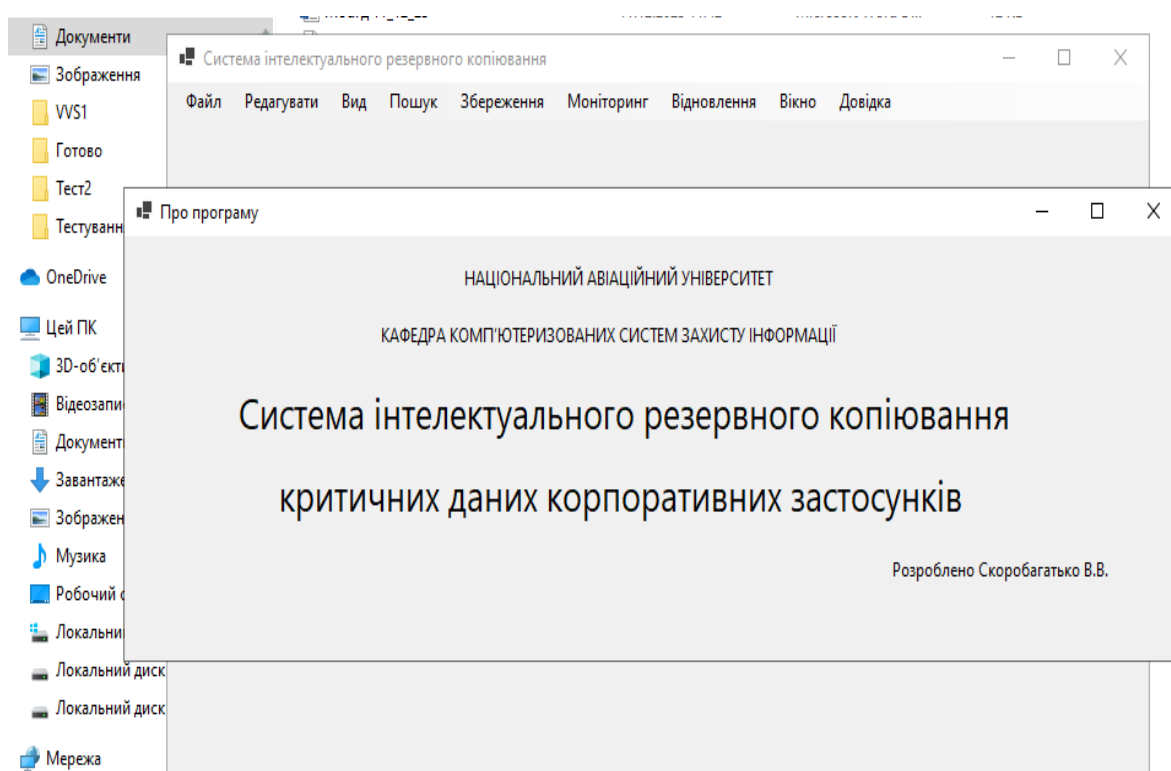 Документи
Зображення
VVS1
Готово
Тест2
OneDrive
Цей ПК
Музика
Робочий
Локальний диск
Локальний диск
Мережа
Система інтелектуального резервного копіювання
Файл Редагувати Вид Пошук Збереження Моніторинг Відновлення Вікно Довідка
Про програму
НАЦІОНАЛЬНИЙ АВІАЦІЙНИЙ УНІВЕРСИТЕТ
КАФЕДРА КОМП'ЮТЕРИЗОВАНИХ СИСТЕМ ЗАХИСТУ ІНФОРМАЦІЇ
Система інтелектуального резервного копіювання
критичних даних корпоративних застосунків
Розроблено Скоробагатько В.В.